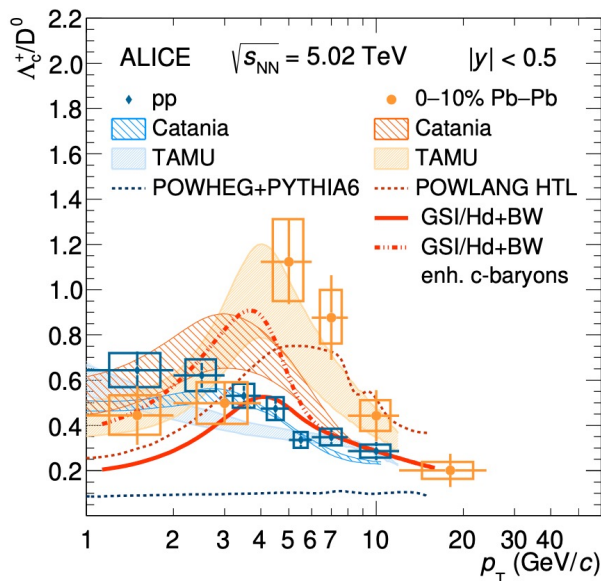 Λc+/D0
2.2
2.0
1.8
1.6
1.4
1.2
1.0
0.8
0.6
0.4
0.2
ALICE √sNN = 5.02 TeV |y| < 0.5
pp
Catania
TAMU
POWHEG+PYTHIA6
0–10% Pb–Pb
Catania
TAMU
POWLANG HTL
GSI/Hd+BW
GSI/Hd+BW
enh. c-baryons
1 2 3 4 5 6 7 10 20 30 40
pT (GeV/c)